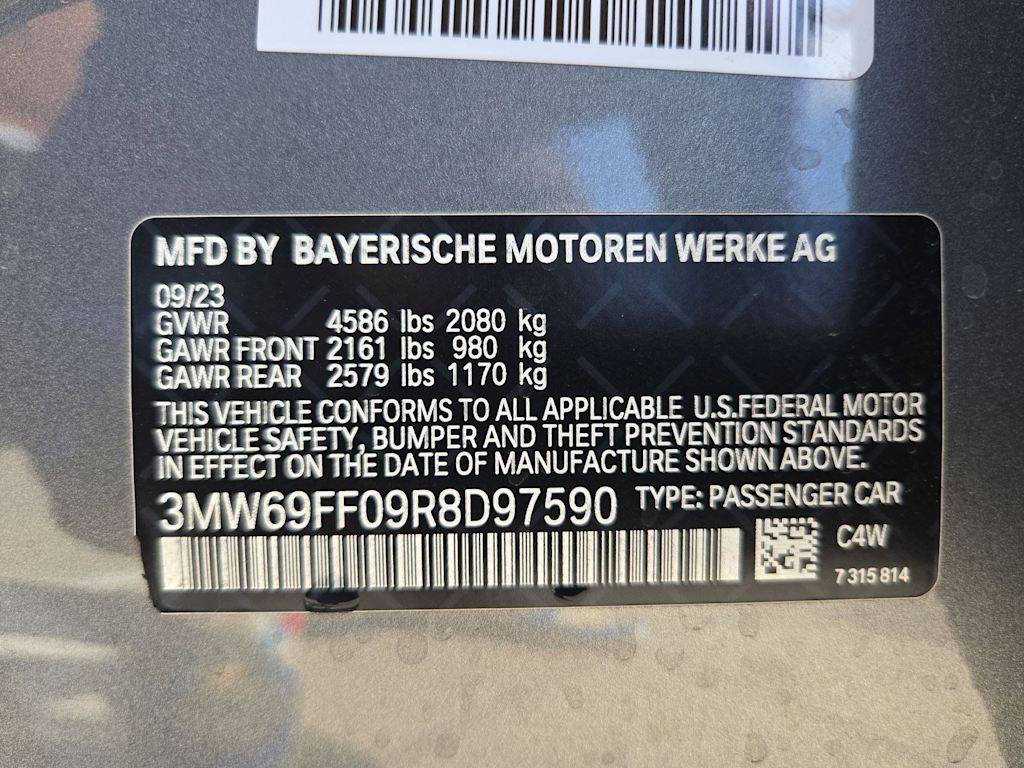 MFD BY BAYERISCHE MOTOREN WERKE AG
09/23
GVWR 4586 lbs 2080 kg
GAWR FRONT 2161 lbs 980 kg
GAWR REAR 2579 lbs 1170 kg
THIS VEHICLE CONFORMS TO ALL APPLICABLE U.S.FEDERAL MOTOR
VEHICLE SAFETY, BUMPER AND THEFT PREVENTION STANDARDS
IN EFFECT ON THE DATE OF MANUFACTURE SHOWN ABOVE.
3MW69FF09R8D97590 TYPE: PASSENGER CAR
C4W
7 315 814